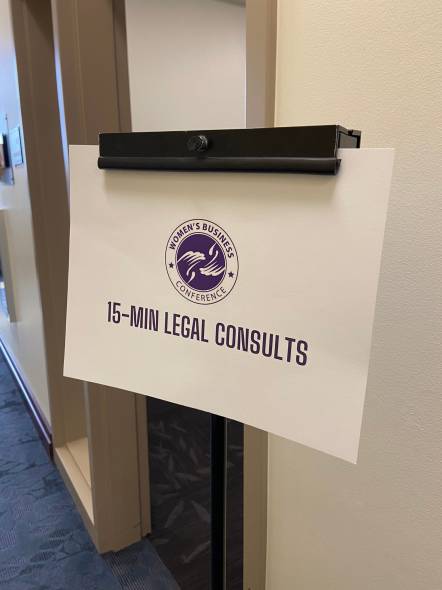 WOMEN'S BUSINESS
CONFERENCE
15-MIN LEGAL CONSULTS